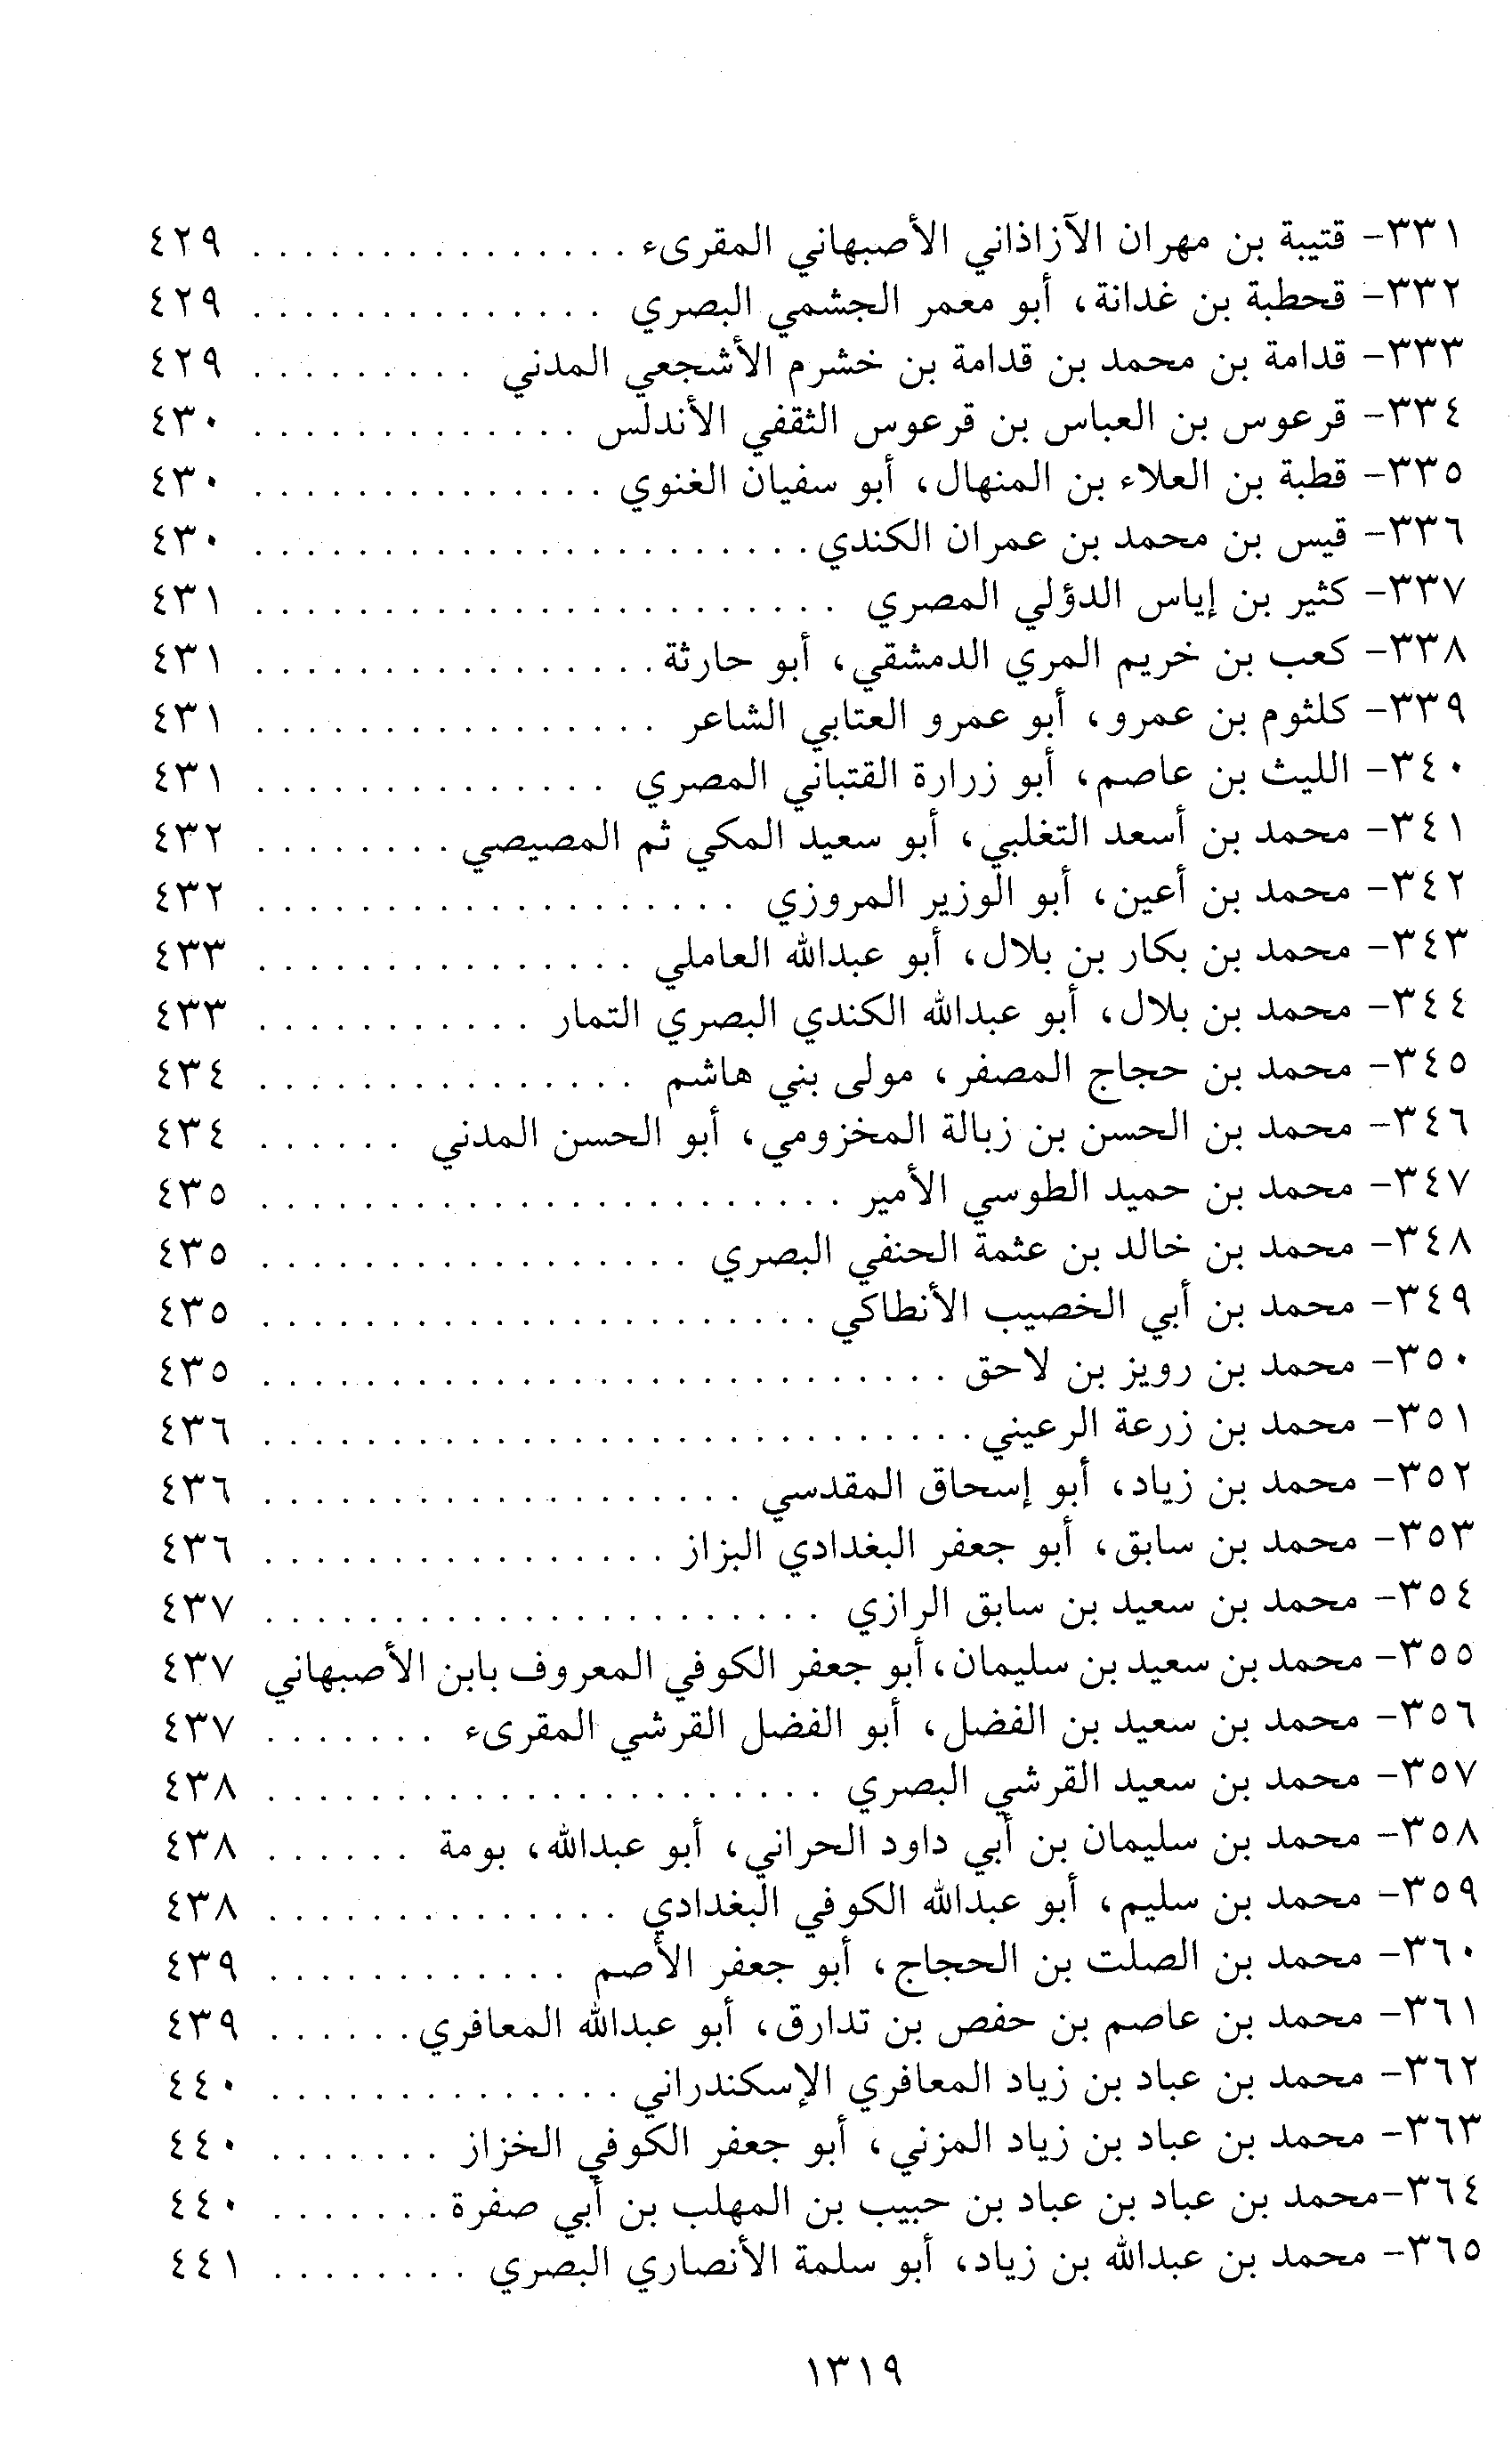 ٣٣١- قتيبة بن مهران الآزاذاني الأصبهاني المقرىء . . . . . . . . . . . . . . . ٤٢٩
٣٣٢- قحطبة بن غدانة، أبو معمر الجشمي البصري . . . . . . . . . . . . . . ٤٢٩
٣٣٣- قدامة بن محمد بن قدامة بن خشرم الأشجعي المدني . . . . . . . . . ٤٢٩
٣٣٤- قرعوس بن العباس بن قرعوس الثقفي الأندلس . . . . . . . . . . . . . ٤٣٠
٣٣٥- قطبة بن العلاء بن المنهال، أبو سفيان الغنوي . . . . . . . . . . . . . . ٤٣٠
٣٣٦- قيس بن محمد بن عمران الكندي . . . . . . . . . . . . . . . . . . . . . . ٤٣٠
٣٣٧- كثير بن إياس الدؤلي المصري . . . . . . . . . . . . . . . . . . . . . . . ٤٣١
٣٣٨- كعب بن خريم المري الدمشقي، أبو حارثة . . . . . . . . . . . . . . . . ٤٣١
٣٣٩- كلثوم بن عمرو، أبو عمرو العتابي الشاعر . . . . . . . . . . . . . . . . ٤٣١
٣٤٠- الليث بن عاصم، أبو زرارة القتباني المصري . . . . . . . . . . . . . . ٤٣١
٣٤١- محمد بن أسعد التغلبي، أبو سعيد المكي ثم المصيصي . . . . . . . . ٤٣٢
٣٤٢- محمد بن أعين، أبو الوزير المروزي . . . . . . . . . . . . . . . . . . . ٤٣٢
٣٤٣- محمد بن بكار بن بلال، أبو عبدالله العاملي . . . . . . . . . . . . . . . ٤٣٣
٣٤٤- محمد بن بلال، أبو عبدالله الكندي البصري التمار . . . . . . . . . . . ٤٣٣
٣٤٥- محمد بن حجاج المصفر، مولى بني هاشم . . . . . . . . . . . . . . . ٤٣٤
٣٤٦- محمد بن الحسن بن زبالة المخزومي، أبو الحسن المدني . . . . . . ٤٣٤
٣٤٧- محمد بن حميد الطوسي الأمير . . . . . . . . . . . . . . . . . . . . . . . ٤٣٥
٣٤٨- محمد بن خالد بن عثمة الحنفي البصري . . . . . . . . . . . . . . . . . ٤٣٥
٣٤٩- محمد بن أبي الخصيب الأنطاكي . . . . . . . . . . . . . . . . . . . . . . ٤٣٥
٣٥٠- محمد بن رويز بن لاحق . . . . . . . . . . . . . . . . . . . . . . . . . . . ٤٣٥
٣٥١- محمد بن زرعة الرعيني . . . . . . . . . . . . . . . . . . . . . . . . . . . . ٤٣٦
٣٥٢- محمد بن زياد، أبو إسحاق المقدسي . . . . . . . . . . . . . . . . . . . ٤٣٦
٣٥٣- محمد بن سابق، أبو جعفر البغدادي البزاز . . . . . . . . . . . . . . . . ٤٣٦
٣٥٤- محمد بن سعيد بن سابق الرازي . . . . . . . . . . . . . . . . . . . . . . ٤٣٧
٣٥٥- محمد بن سعيد بن سليمان، أبو جعفر الكوفي المعروف بابن الأصبهاني ٤٣٧
٣٥٦- محمد بن سعيد بن الفضل، أبو الفضل القرشي المقرىء . . . . . . . ٤٣٧
٣٥٧- محمد بن سعيد القرشي البصري . . . . . . . . . . . . . . . . . . . . . . ٤٣٨
٣٥٨- محمد بن سليمان بن أبي داود الحراني، أبو عبدالله، بومة . . . . . . ٤٣٨
٣٥٩- محمد بن سليم، أبو عبدالله الكوفي البغدادي . . . . . . . . . . . . . . ٤٣٨
٣٦٠- محمد بن الصلت بن الحجاج، أبو جعفر الأصم . . . . . . . . . . . . ٤٣٩
٣٦١- محمد بن عاصم بن حفص بن تدارق، أبو عبدالله المعافري . . . . . . ٤٣٩
٣٦٢- محمد بن عباد بن زياد المعافري الإسكندراني . . . . . . . . . . . . . . ٤٤٠
٣٦٣- محمد بن عباد بن زياد المزني، أبو جعفر الكوفي الخزاز . . . . . . . ٤٤٠
٣٦٤- محمد بن عباد بن عباد بن حبيب بن المهلب بن أبي صفرة . . . . . . . ٤٤٠
٣٦٥- محمد بن عبدالله بن زياد، أبو سلمة الأنصاري البصري . . . . . . . . ٤٤١
١٣١٩